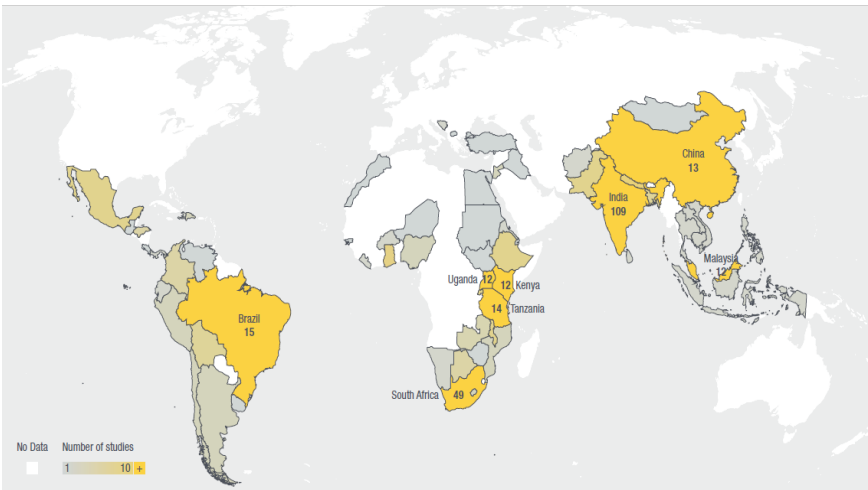 China
13
India
109
Malaysia
12
Uganda
12
12
Kenya
14
Tanzania
Brazil
15
South Africa
49
No Data
Number of studies
1
10
+